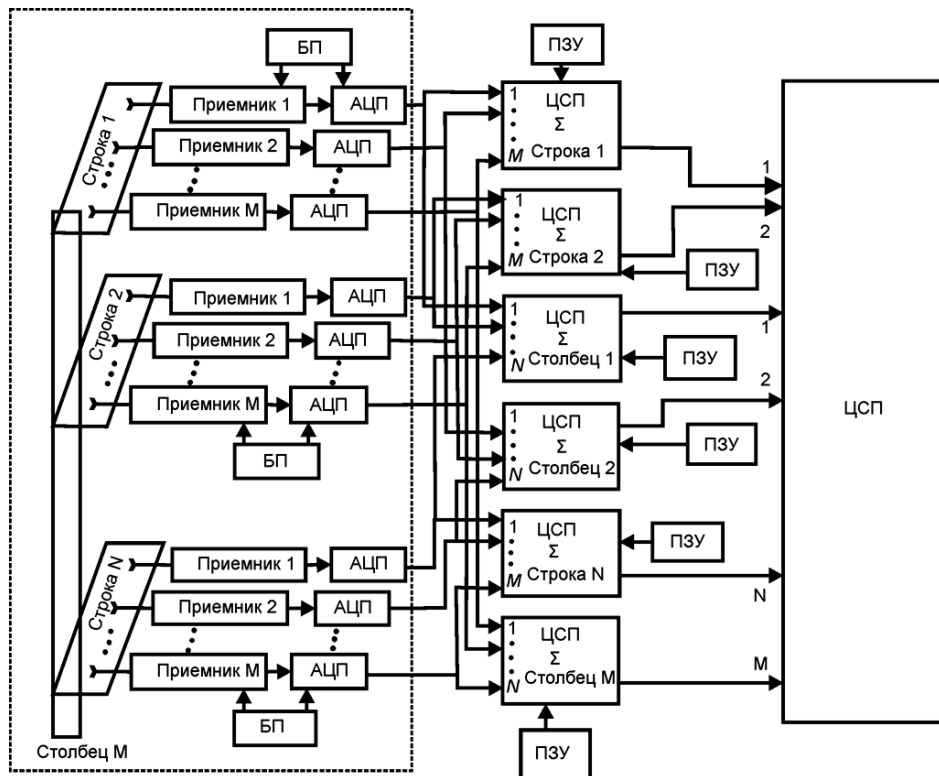 БП
ПЗУ
Строка 1
Приемник 1
АЦП
Приемник 2
АЦП
Приемник М
АЦП
1
ЦСП
Σ
M Строка 1
1
ЦСП
Σ
M Строка 2
ПЗУ
1
2
Строка 2
Приемник 1
АЦП
Приемник 2
АЦП
Приемник М
АЦП
БП
1
ЦСП
Σ
Столбец 1
N
ПЗУ
1
1
ЦСП
Σ
N Столбец 2
ПЗУ
2
ЦСП
Строка N
Приемник 1
АЦП
Приемник 2
АЦП
Приемник М
АЦП
БП
1
ЦСП
Σ
M Строка N
ПЗУ
N
1
ЦСП
Σ
Столбец М
N
M
ПЗУ
Столбец М